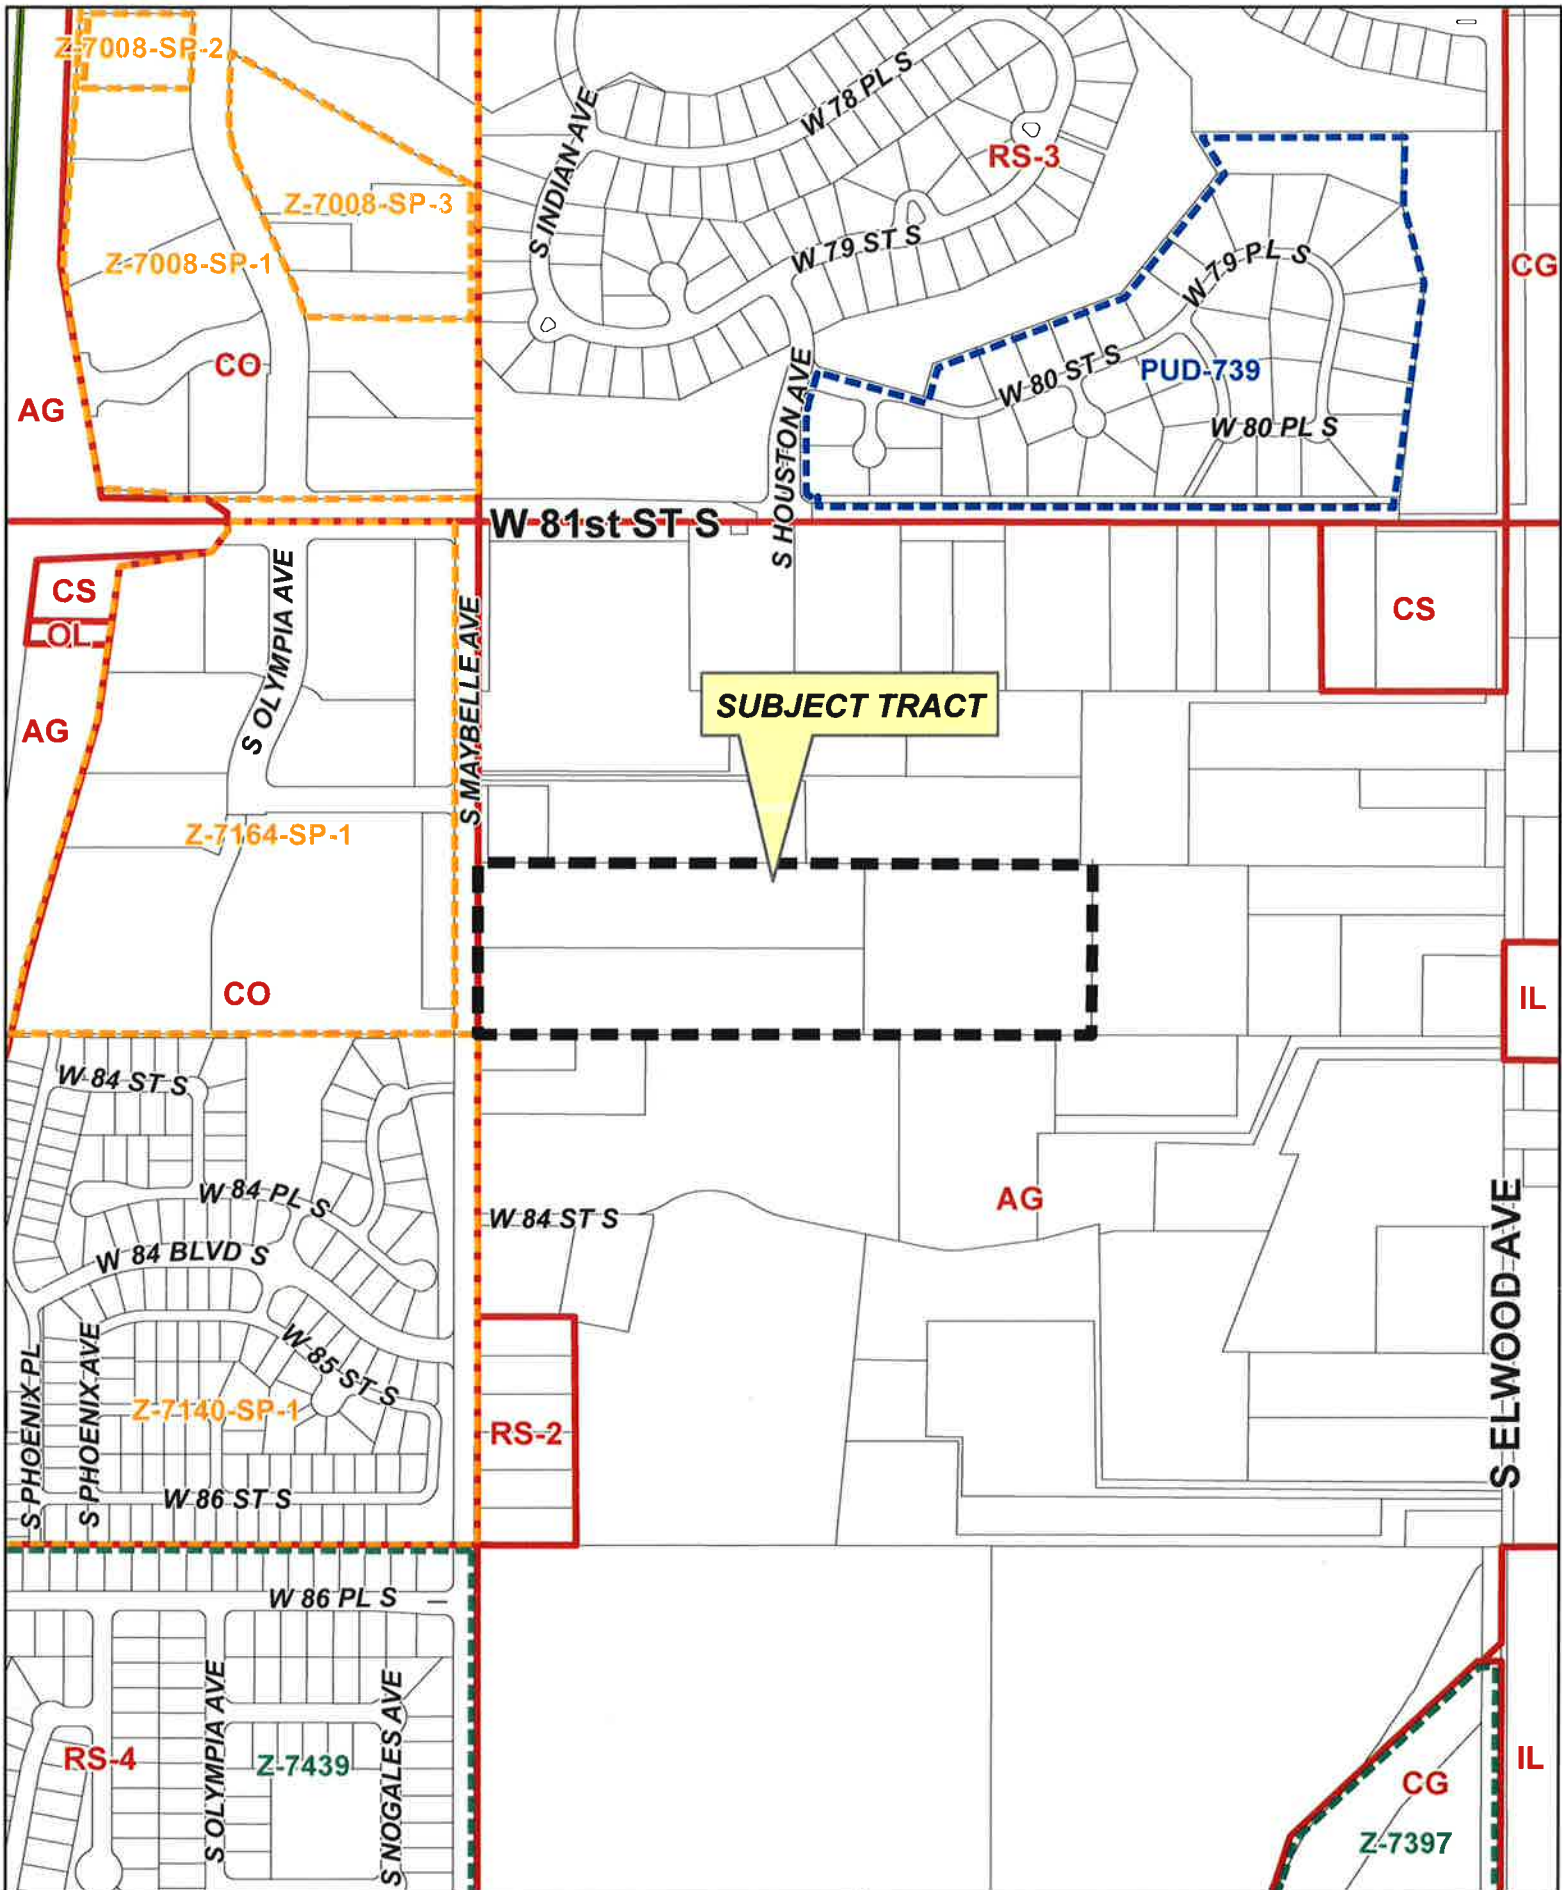 Z-7008-SP-2
W 78 PL S
S INDIAN AVE
RS-3
Z-7008-SP-3
W 79 ST S
W 79 PL S
Z-7008-SP-1
CG
CO
W 80 ST S
PUD-739
AG
S HOUSTON AVE
W 80 PL S
W 81st ST S
CS
OL
S OLYMPIA AVE
S MAYBELLE AVE
CS
SUBJECT TRACT
AG
Z-7164-SP-1
CO
IL
W 84 ST S
W 84 PL S
W 84 ST S
AG
W 84 BLVD S
S ELWOOD AVE
W 85 ST S
S PHOENIX PL
S PHOENIX AVE
Z-7140-SP-1
RS-2
W 86 ST S
W 86 PL S
RS-4
S OLYMPIA AVE
Z-7439
S NOGALES AVE
IL
CG
Z-7397